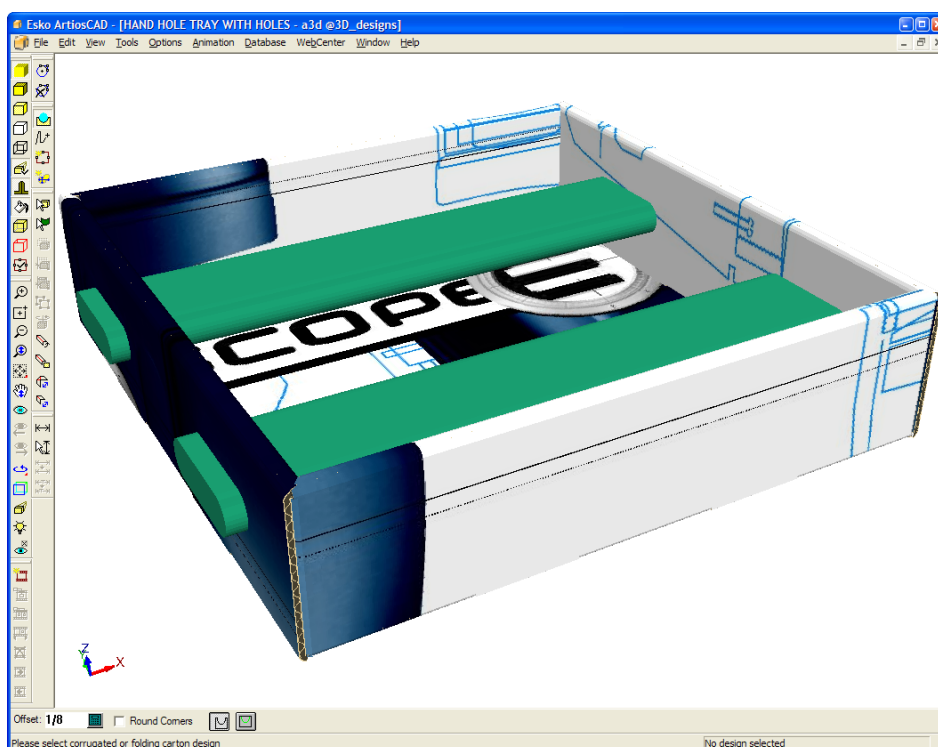 Esko ArtiosCAD - [HAND HOLE TRAY WITH HOLES - a3d @3D_designs]
File Edit View Tools Options Animation Database WebCenter Window Help
SCOPE
E
Z
Y
X
Offset: 1/8 Round Corners
Please select corrugated or folding carton design No design selected